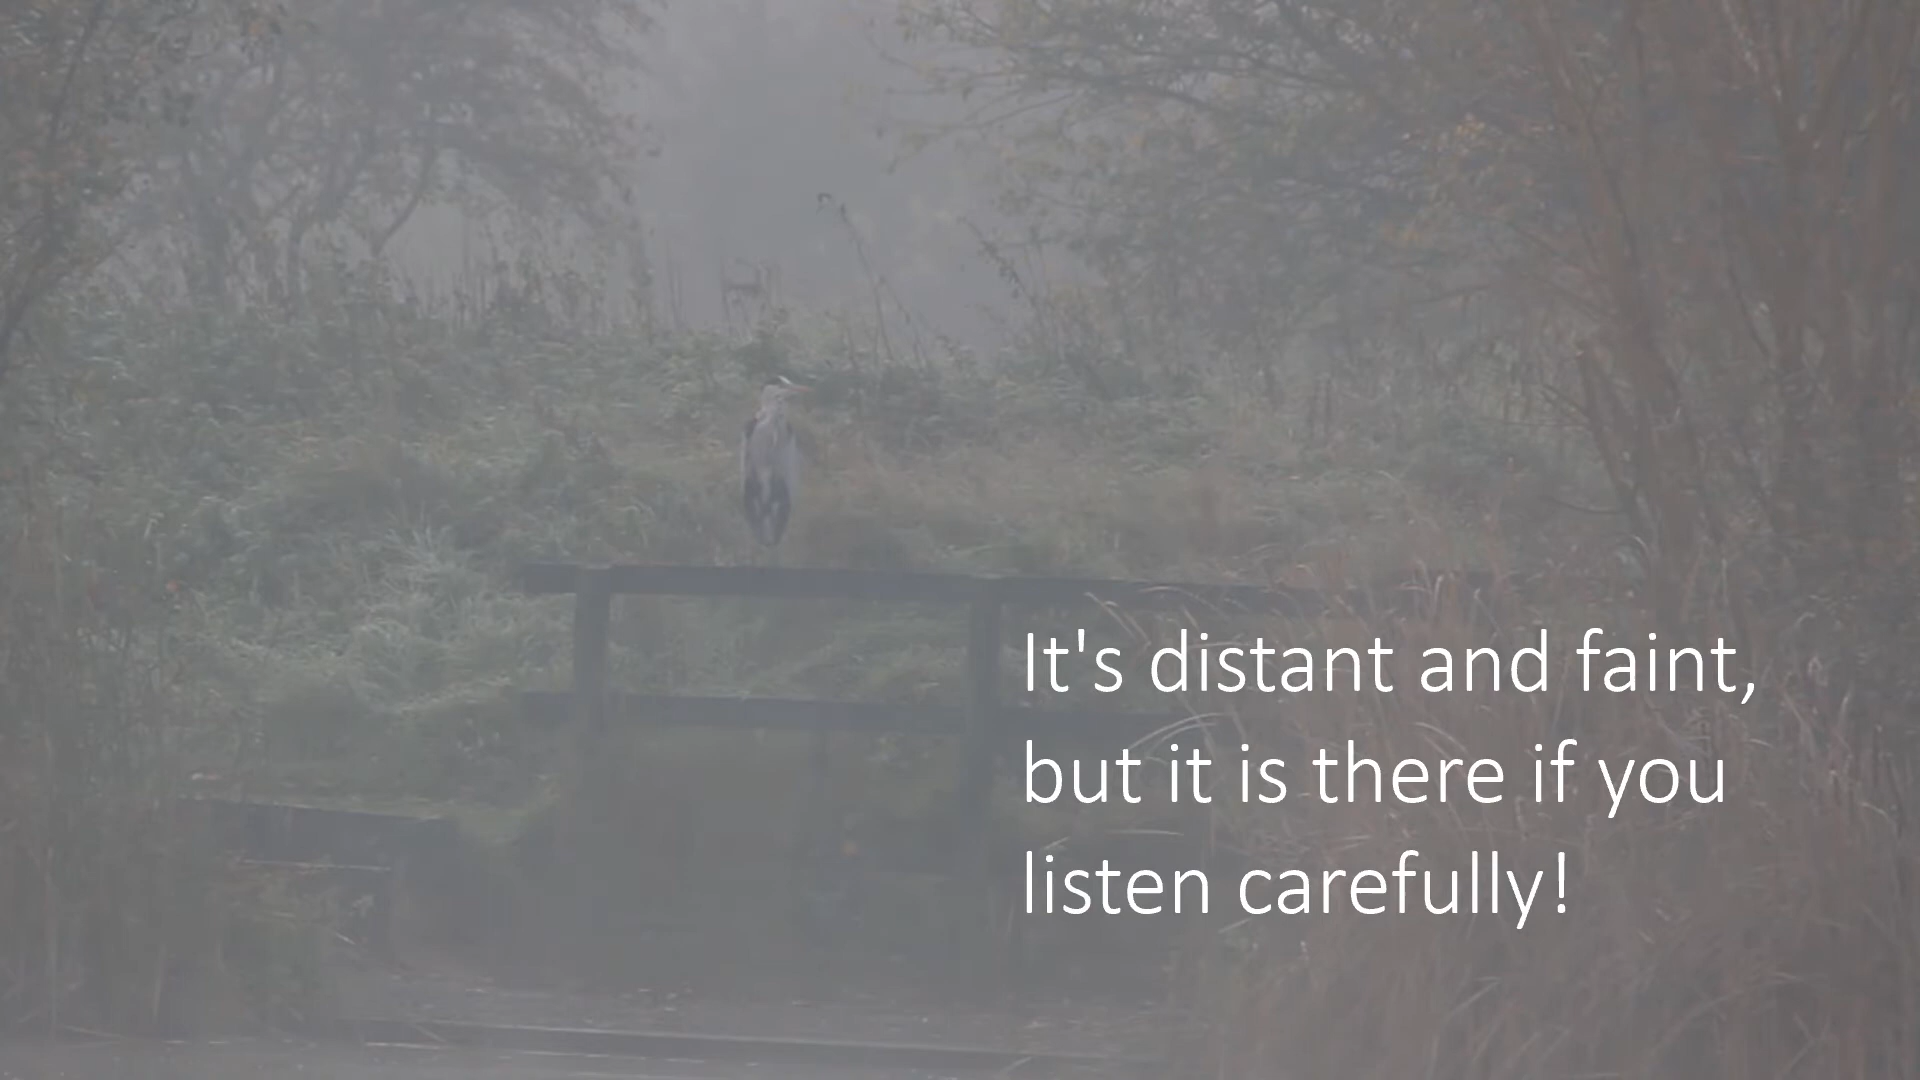 It's distant and faint,
but it is there if you
listen carefully!